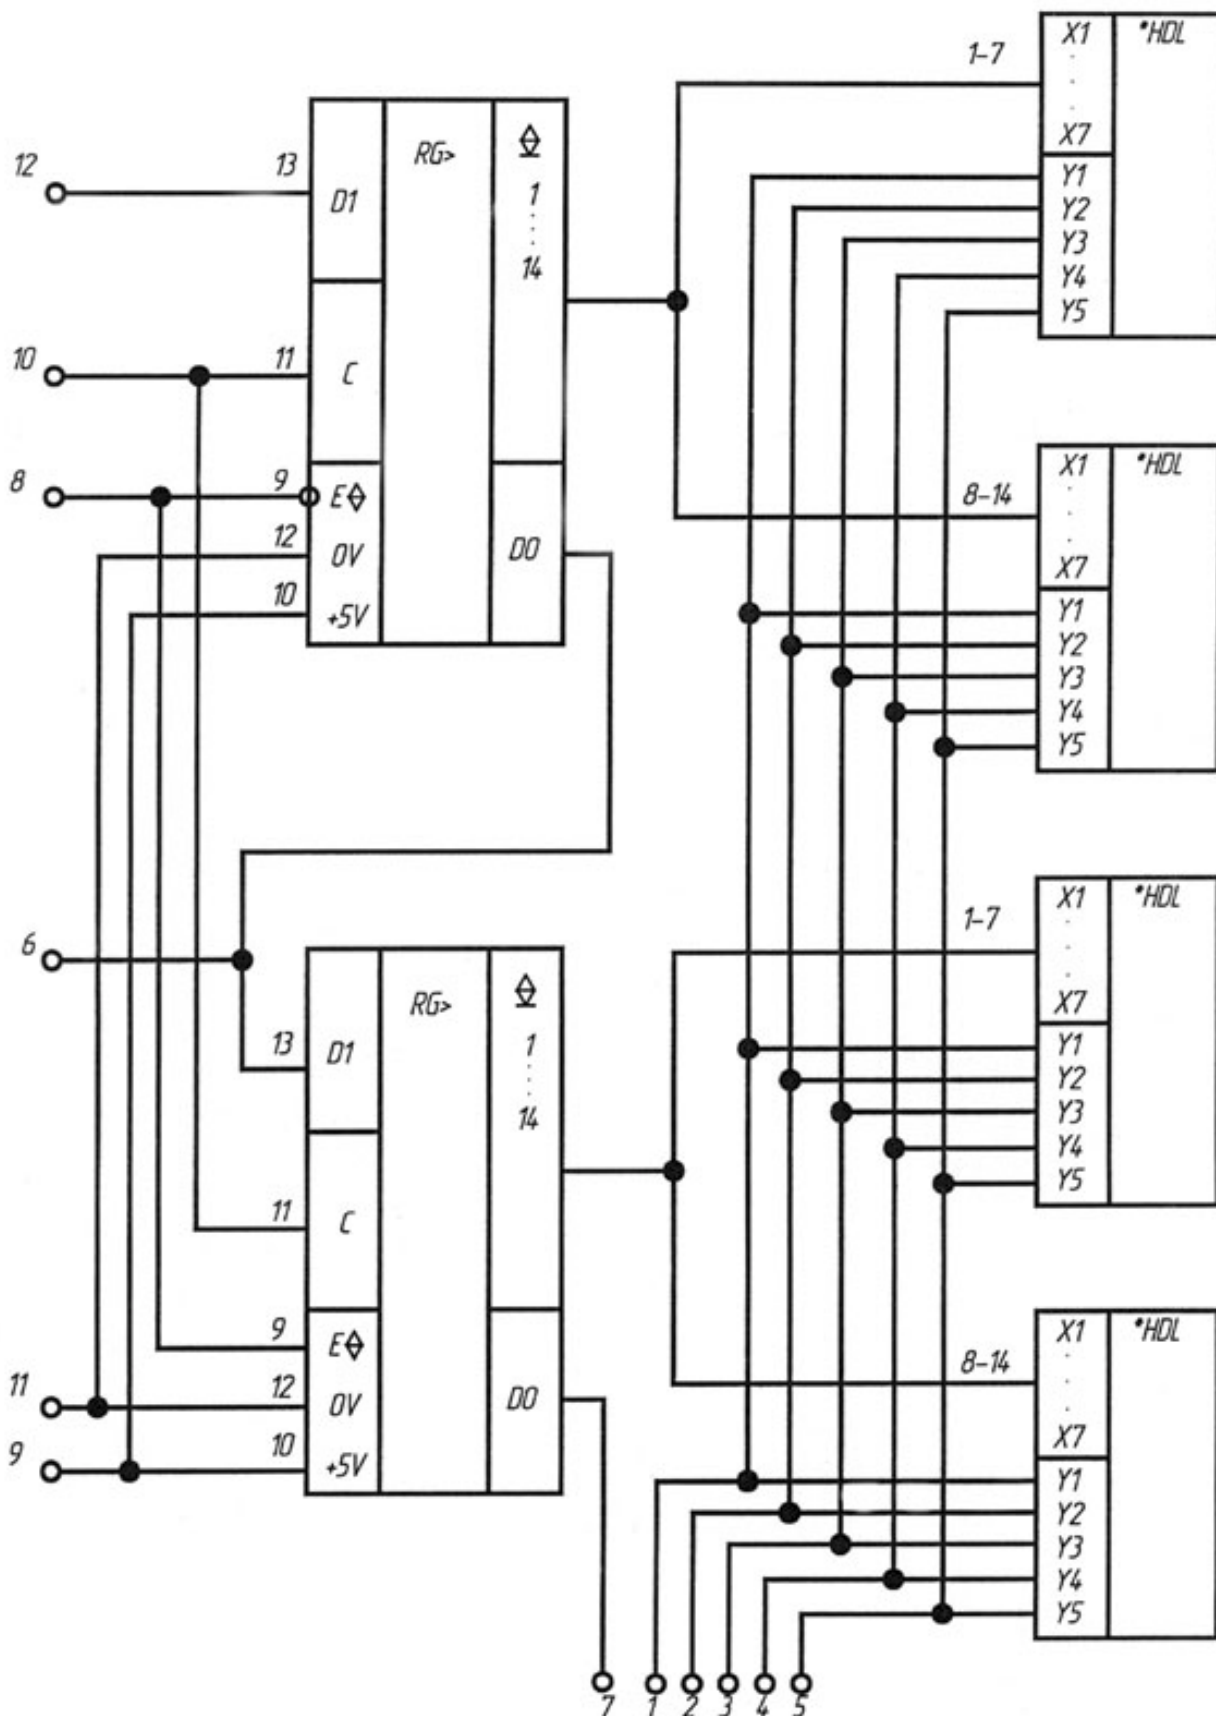 1-7
X1
*HDL
X7
Y1
Y2
Y3
Y4
Y5
12
13
D1
RG>
1
14
10
11
C
8
9
E
12
0V
D0
10
+5V
8-14
X1
*HDL
X7
Y1
Y2
Y3
Y4
Y5
6
13
D1
RG>
1
14
11
C
9
E
11
12
0V
D0
9
10
+5V
1-7
X1
*HDL
X7
Y1
Y2
Y3
Y4
Y5
8-14
X1
*HDL
X7
Y1
Y2
Y3
Y4
Y5
7
1
2
3
4
5